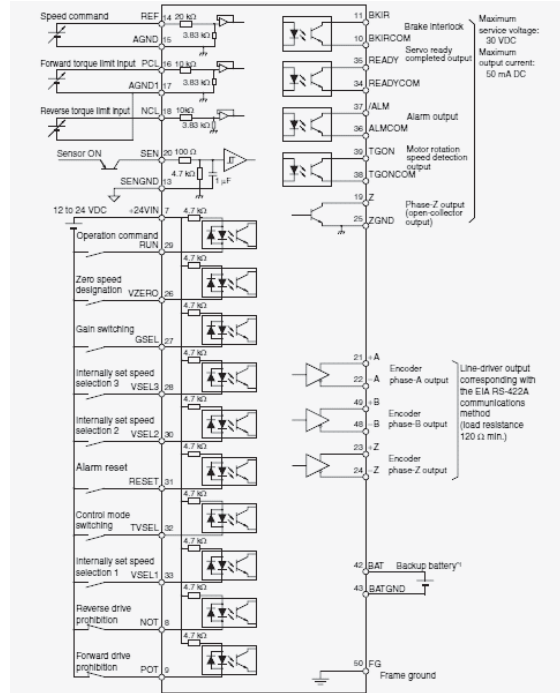 Speed command REF 14 20 kΩ
3.83 kΩ
AGND 15
Forward torque limit input PCL 16 10 kΩ
3.83 kΩ
AGND1 17
Reverse torque limit input NCL 18 10kΩ
3.83 kΩ
Sensor ON SEN 20 100 Ω
4.7 kΩ
1 μF
SENGND 13
12 to 24 VDC +24VIN 7 4.7 kΩ
Operation command
RUN 29
4.7 kΩ
Zero speed
designation VZERO 26
4.7 kΩ
Gain switching
GSEL 27
4.7 kΩ
Internally set speed
selection 3 VSEL3 28
4.7 kΩ
Internally set speed
selection 2 VSEL2 30
4.7 kΩ
Alarm reset
RESET 31
4.7 kΩ
Control mode
switching TVSEL 32
4.7 kΩ
Internally set speed
selection 1 VSEL1 33
4.7 kΩ
Reverse drive
prohibition NOT 8
4.7 kΩ
Forward drive
prohibition POT 9
11 BKIR
Brake interlock
10 BKIRCOM
35 READY
Servo ready
completed output
34 READYCOM
37 /ALM
Alarm output
36 ALMCOM
39 TGON
Motor rotation
speed detection
output
38 TGONCOM
19 Z
Phase-Z output
(open-collector
output)
25 ZGND
Maximum
service voltage:
30 VDC
Maximum
output current:
50 mA DC
21 +A
Encoder
phase-A output
22 −A
49 +B
Encoder
phase-B output
48 −B
23 +Z
Encoder
phase-Z output
24 −Z
Line-driver output
corresponding with
the EIA RS-422A
communications
method
(load resistance
120 Ω min.)
42 BAT Backup battery*1
43 BATGND
50 FG
Frame ground